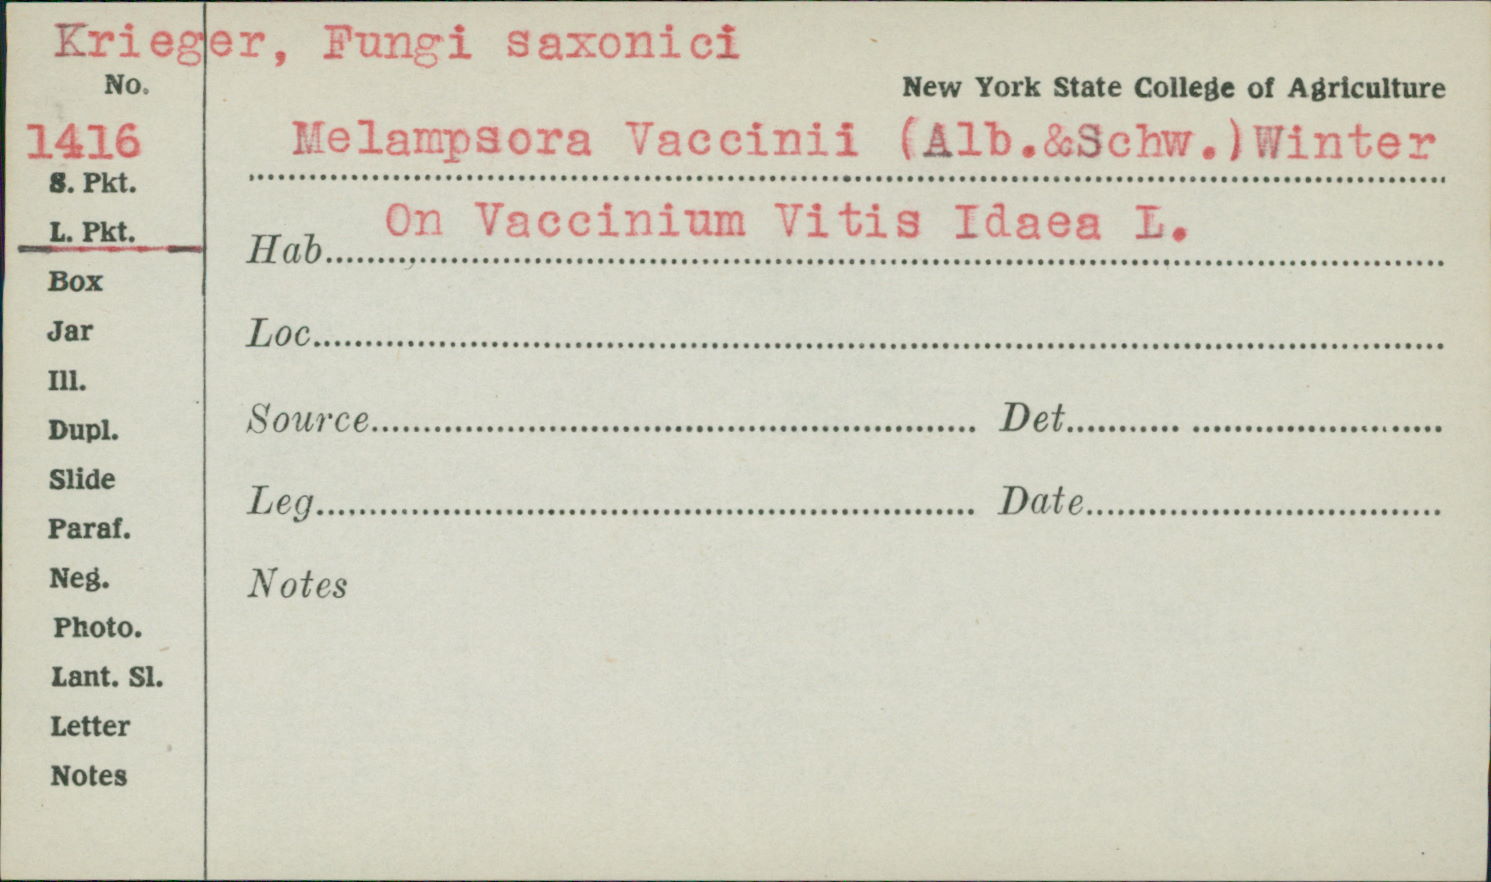 Krieger, Fungi saxonici
No.
New York State College of Agriculture
1416
Melampsora Vaccinii (Alb.&Schw.)Winter
S. Pkt.
On Vaccinium Vitis Idaea L.
L. Pkt.
Hab
Box
Jar
Loc
Ill.
Dupl.
Source Det
Slide
Leg Date
Paraf.
Neg.
Notes
Photo.
Lant. Sl.
Letter
Notes